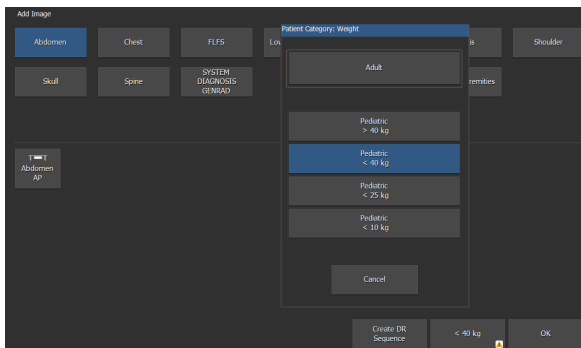 Add Image
Patient Category: Weight
Abdomen
Chest
FLFS
Shoulder
Adult
Skull
Spine
SYSTEM
DIAGNOSIS
GENRAD
Pediatric
> 40 kg
Pediatric
< 40 kg
Pediatric
< 25 kg
Pediatric
< 10 kg
T T
Abdomen
AP
Cancel
Create DR
Sequence
< 40 kg
OK